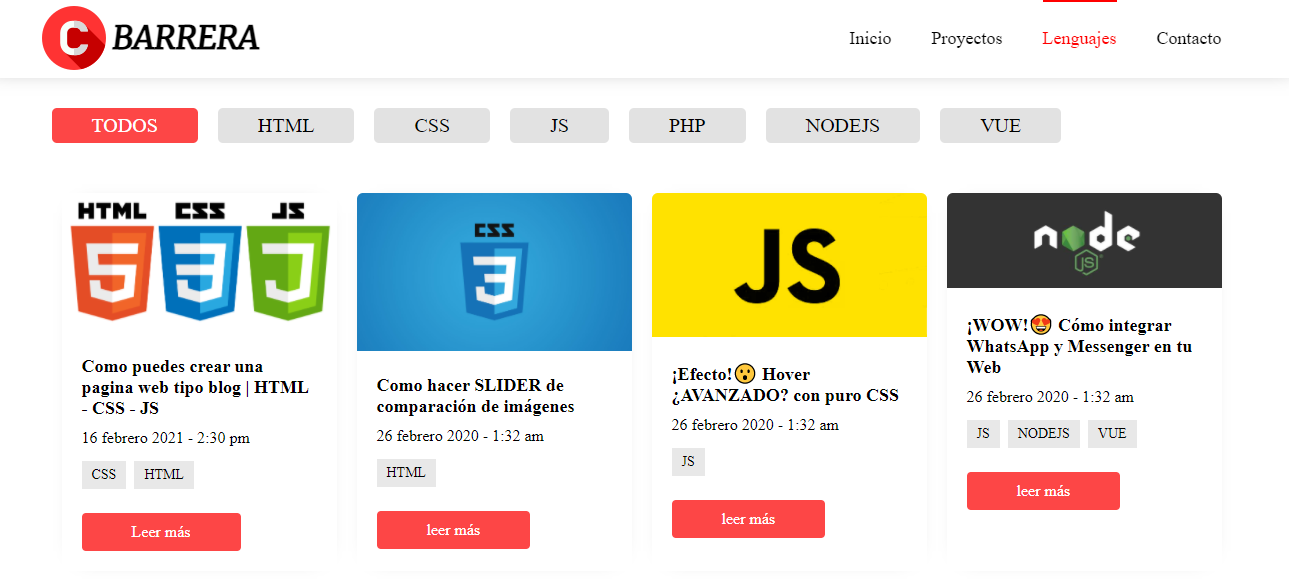 C BARRERA
Inicio Proyectos Lenguajes Contacto
TODOS HTML CSS JS PHP NODEJS VUE
HTML CSS JS
5 3 J
Como puedes crear una
pagina web tipo blog | HTML
- CSS - JS
16 febrero 2021 - 2:30 pm
CSS HTML
Leer más
CSS
3
Como hacer SLIDER de
comparación de imágenes
26 febrero 2020 - 1:32 am
HTML
leer más
JS
¡Efecto!😯 Hover
¿AVANZADO? con puro CSS
26 febrero 2020 - 1:32 am
JS
leer más
node
JS
¡WOW!😍 Cómo integrar
WhatsApp y Messenger en tu
Web
26 febrero 2020 - 1:32 am
JS NODEJS VUE
leer más